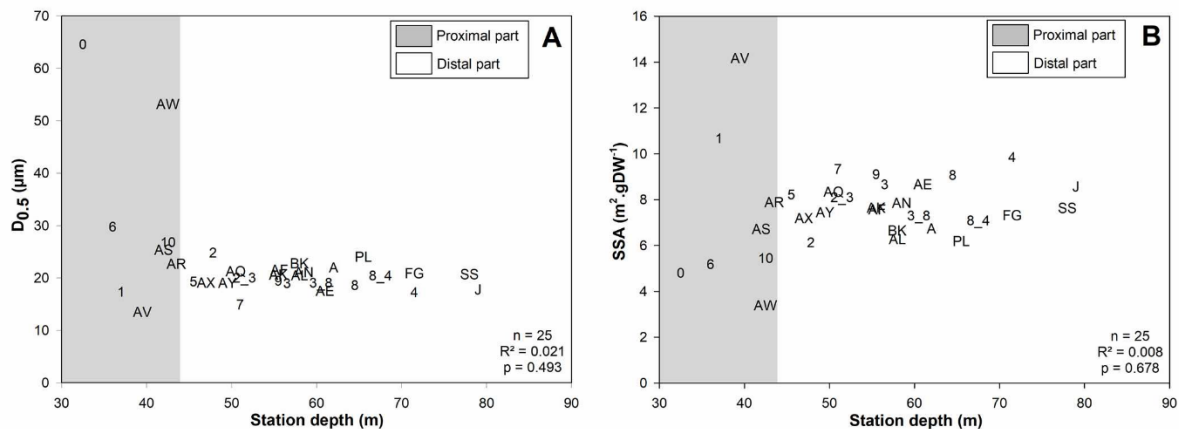 70
60
50
40
30
20
10
0
D0.5 (µm)
Proximal part
Distal part
A
0
AW
6
10
AS
AR
1
AV
2
5
AX
AY
AQ
2_3
7
AF
AK
9
3
BK
AN
AL
3_8
AE
A
PL
8
8_4
FG
4
SS
J
n = 25
R² = 0.021
p = 0.493
30 40 50 60 70 80 90
Station depth (m)
16
14
12
10
8
6
4
2
0
SSA (m².gDW⁻¹)
Proximal part
Distal part
B
AV
1
AR
AS
10
6
0
AW
5
7
AQ
2_3
AY
AX
2
9
3
AK
AE
AN
3_8
BK
AL
A
8
4
FG
8_4
PL
J
SS
n = 25
R² = 0.008
p = 0.678
30 40 50 60 70 80 90
Station depth (m)